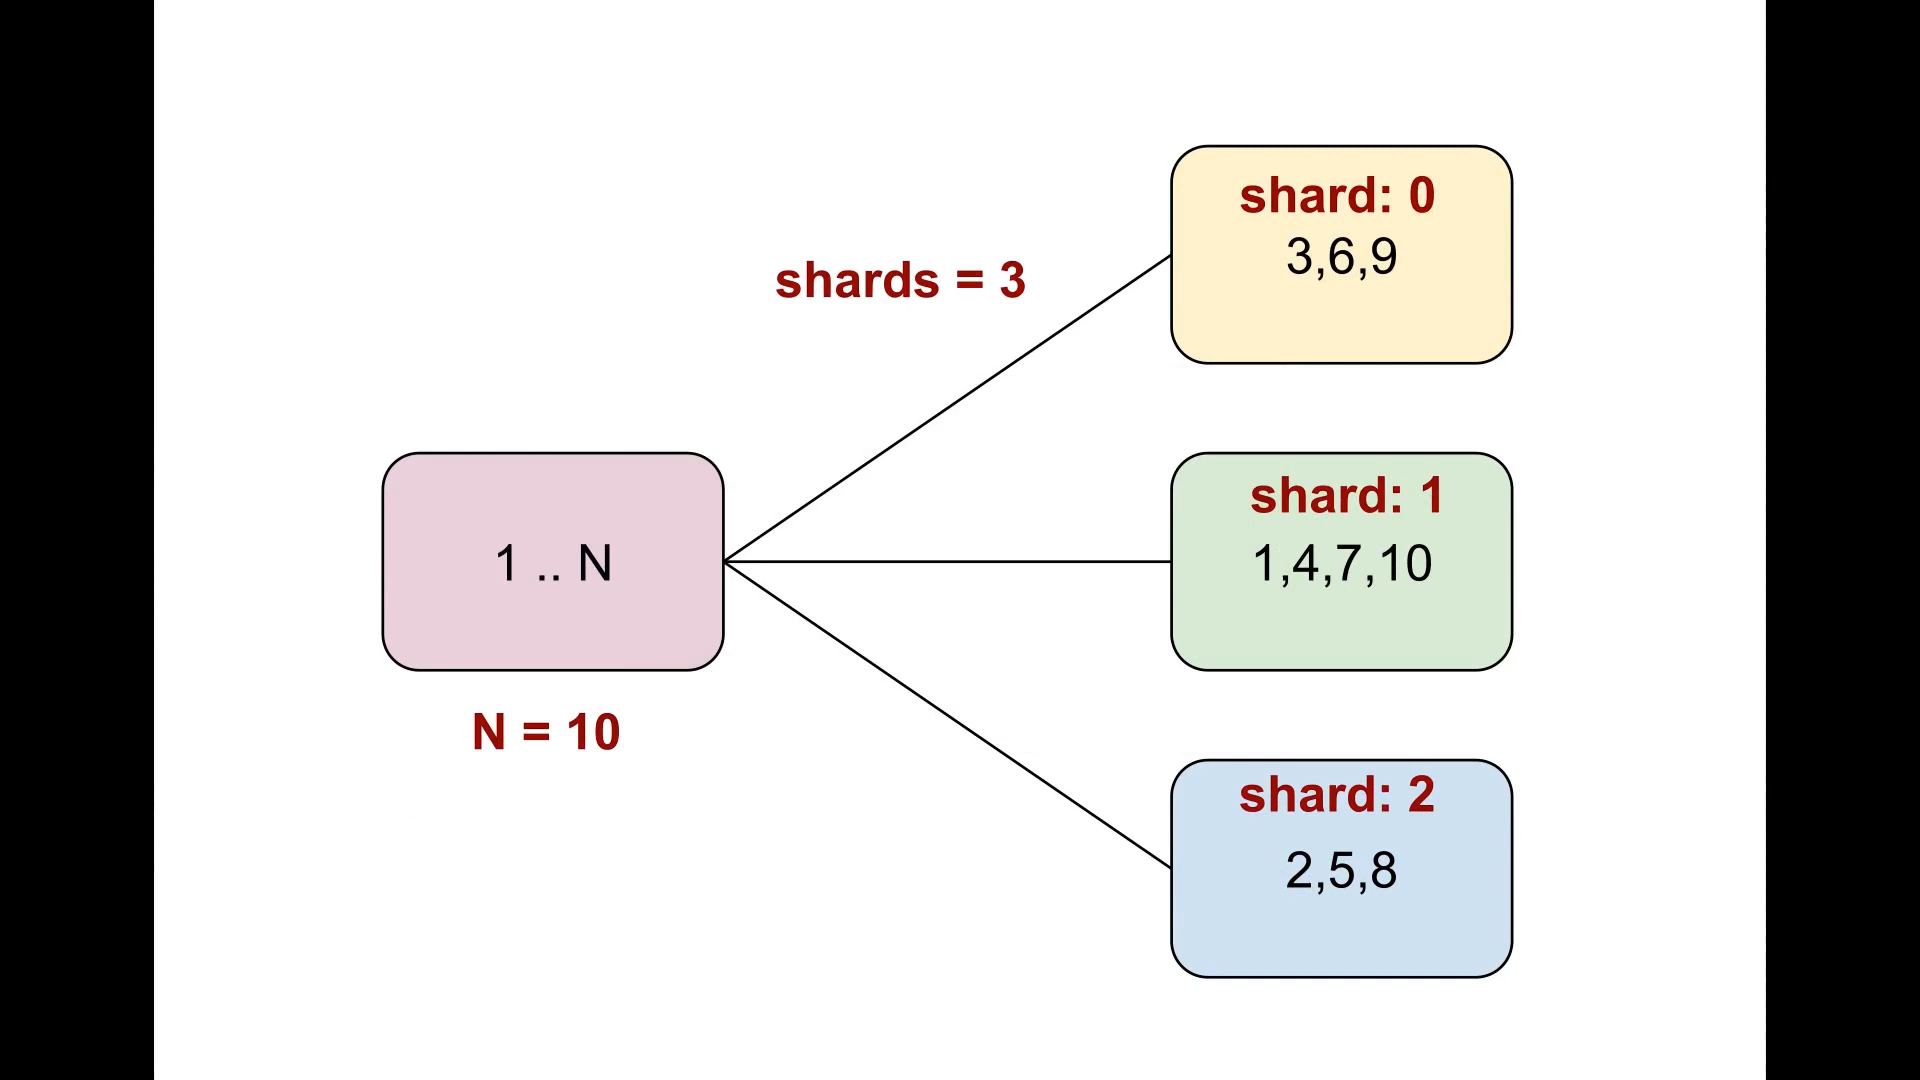 shard: 0
3,6,9
shards = 3
shard: 1
1,4,7,10
1 .. N
N = 10
shard: 2
2,5,8